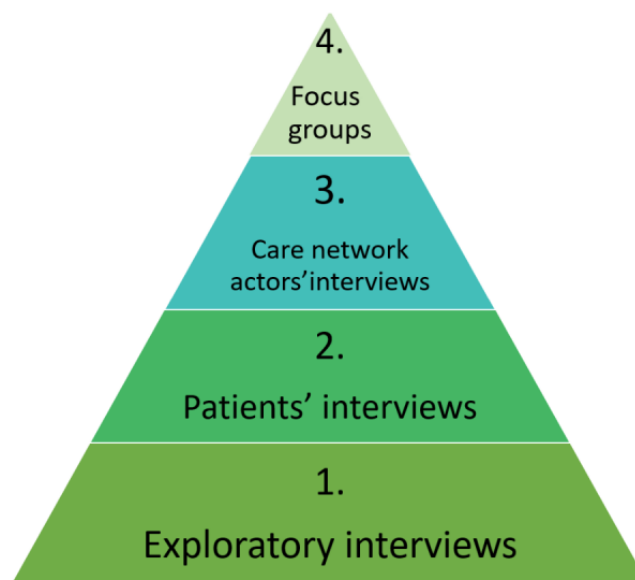 4.
Focus
groups
3.
Care network
actors’interviews
2.
Patients’ interviews
1.
Exploratory interviews